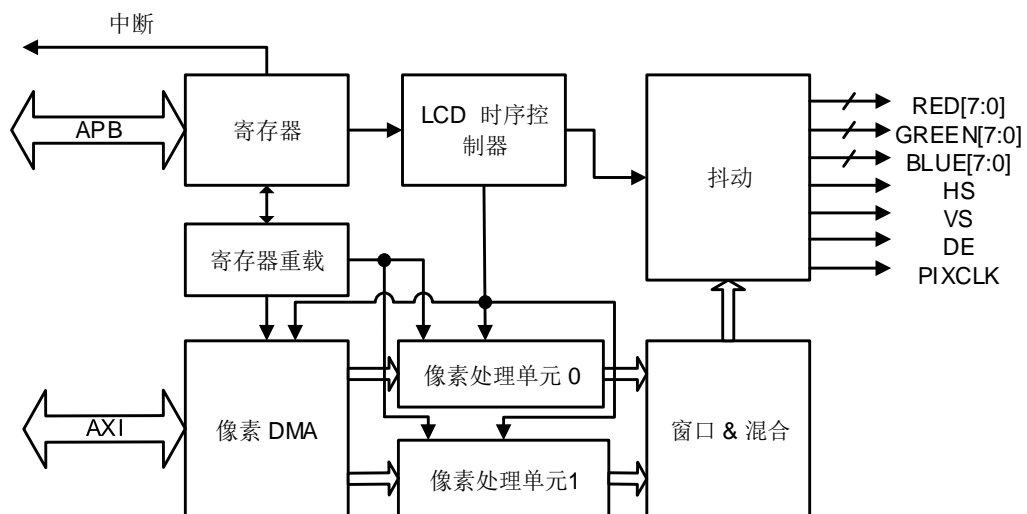 中断
APB
寄存器
LCD 时序控
制器
抖动
RED[7:0]
GREEN[7:0]
BLUE[7:0]
HS
VS
DE
PIXCLK
寄存器重载
AXI
像素 DMA
像素处理单元 0
像素处理单元1
窗口 & 混合